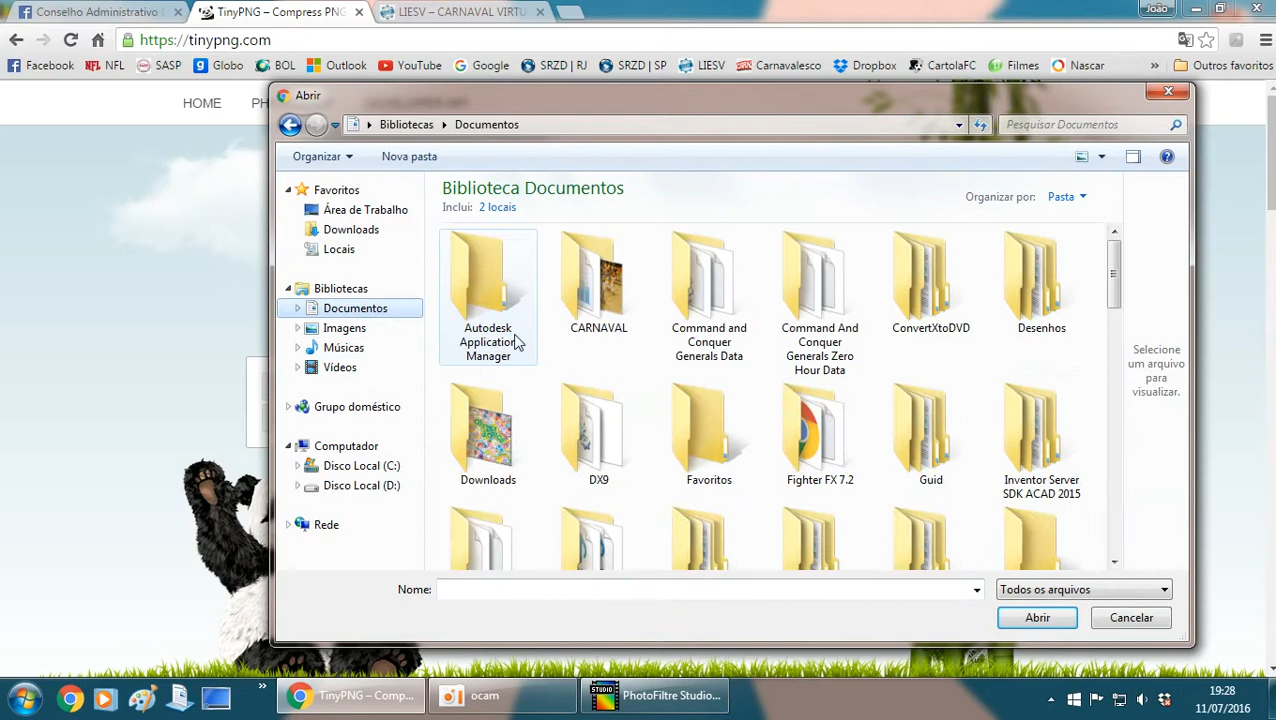 Conselho Administrativo
TinyPNG – Compress PNG
LIESV – CARNAVAL VIRTU
João
https://tinypng.com
Facebook NFL SASP Globo BOL Outlook YouTube Google SRZD | RJ SRZD | SP LIESV Carnavalesco Dropbox CartolaFC Filmes Nascar » Outros favoritos
HOME
Abrir
Bibliotecas Documentos
Pesquisar Documentos
Organizar Nova pasta
Favoritos
Área de Trabalho
Downloads
Locais
Bibliotecas
Documentos
Imagens
Músicas
Vídeos
Grupo doméstico
Computador
Disco Local (C:)
Disco Local (D:)
Rede
Biblioteca Documentos
Inclui: 2 locais
Organizar por: Pasta
Autodesk
Application
Manager
CARNAVAL
Command and
Conquer
Generals Data
Command And
Conquer
Generals Zero
Hour Data
ConvertXtoDVD
Desenhos
Downloads
DX9
Favoritos
Fighter FX 7.2
Guid
Inventor Server
SDK ACAD 2015
Selecione
um arquivo
para
visualizar.
Nome:
Todos os arquivos
Abrir Cancelar
» TinyPNG – Comp...
ocam
STUDIO
PhotoFiltre Studio...
19:28
11/07/2016